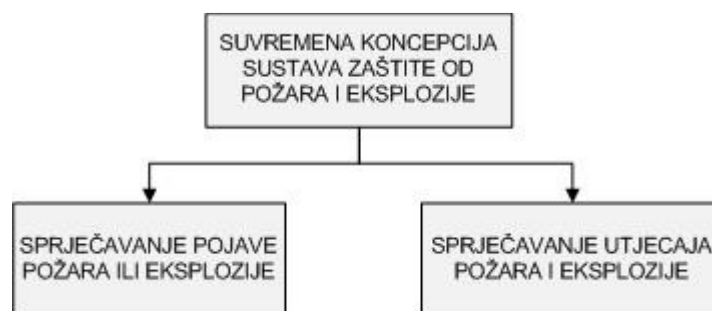 SUVREMENA KONCEPCIJA
SUSTAVA ZAŠTITE OD
POŽARA I EKSPLOZIJE
SPRJEČAVANJE POJAVE
POŽARA ILI EKSPLOZIJE
SPRJEČAVANJE UTJECAJA
POŽARA I EKSPLOZIJE